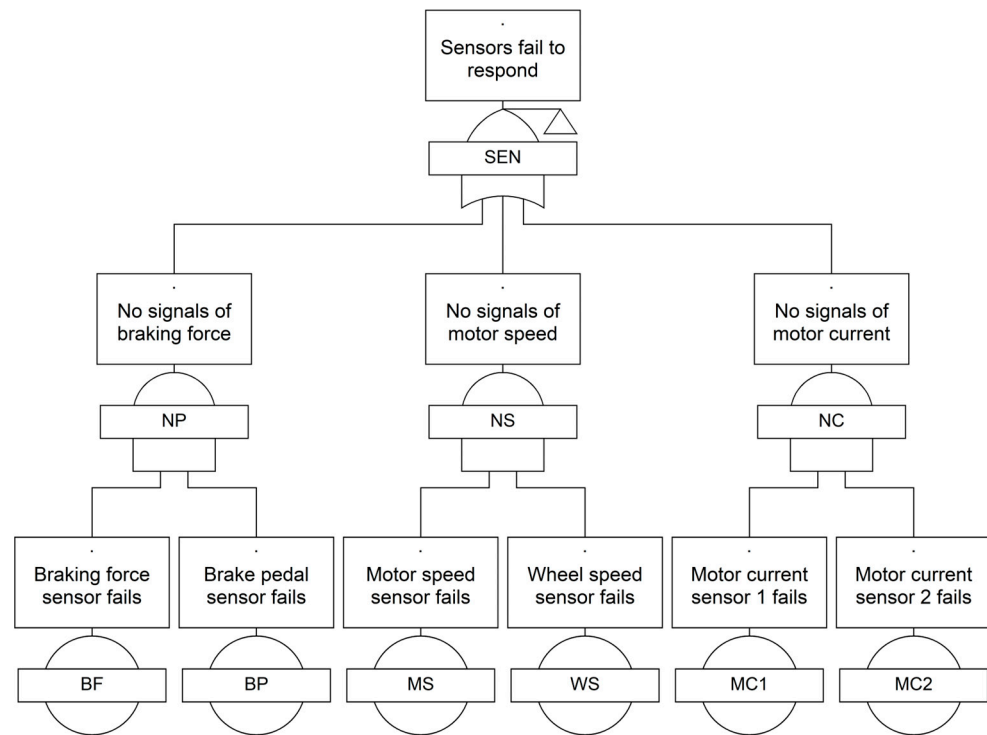 Sensors fail to
respond
SEN
No signals of
braking force
No signals of
motor speed
No signals of
motor current
NP
NS
NC
Braking force
sensor fails
Brake pedal
sensor fails
Motor speed
sensor fails
Wheel speed
sensor fails
Motor current
sensor 1 fails
Motor current
sensor 2 fails
BF
BP
MS
WS
MC1
MC2